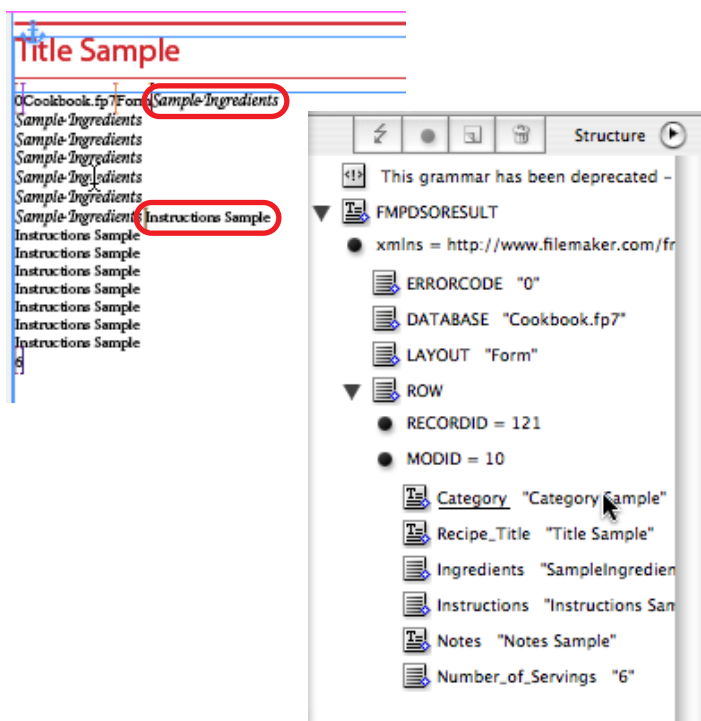 Title Sample
0Cookbook.fp7FormSample Ingredients
Sample Ingredients
Sample Ingredients
Sample Ingredients
Sample Ingredients
Sample Ingredients
Sample Ingredients Instructions Sample
Instructions Sample
Instructions Sample
Instructions Sample
Instructions Sample
Instructions Sample
Instructions Sample
Instructions Sample
6
Structure
This grammar has been deprecated –
FMPDSORESULT
xmlns = http://www.filemaker.com/fr
ERRORCODE "0"
DATABASE "Cookbook.fp7"
LAYOUT "Form"
ROW
RECORDID = 121
MODID = 10
Category "Category Sample"
Recipe_Title "Title Sample"
Ingredients "SampleIngredien
Instructions "Instructions Sam
Notes "Notes Sample"
Number_of_Servings "6"